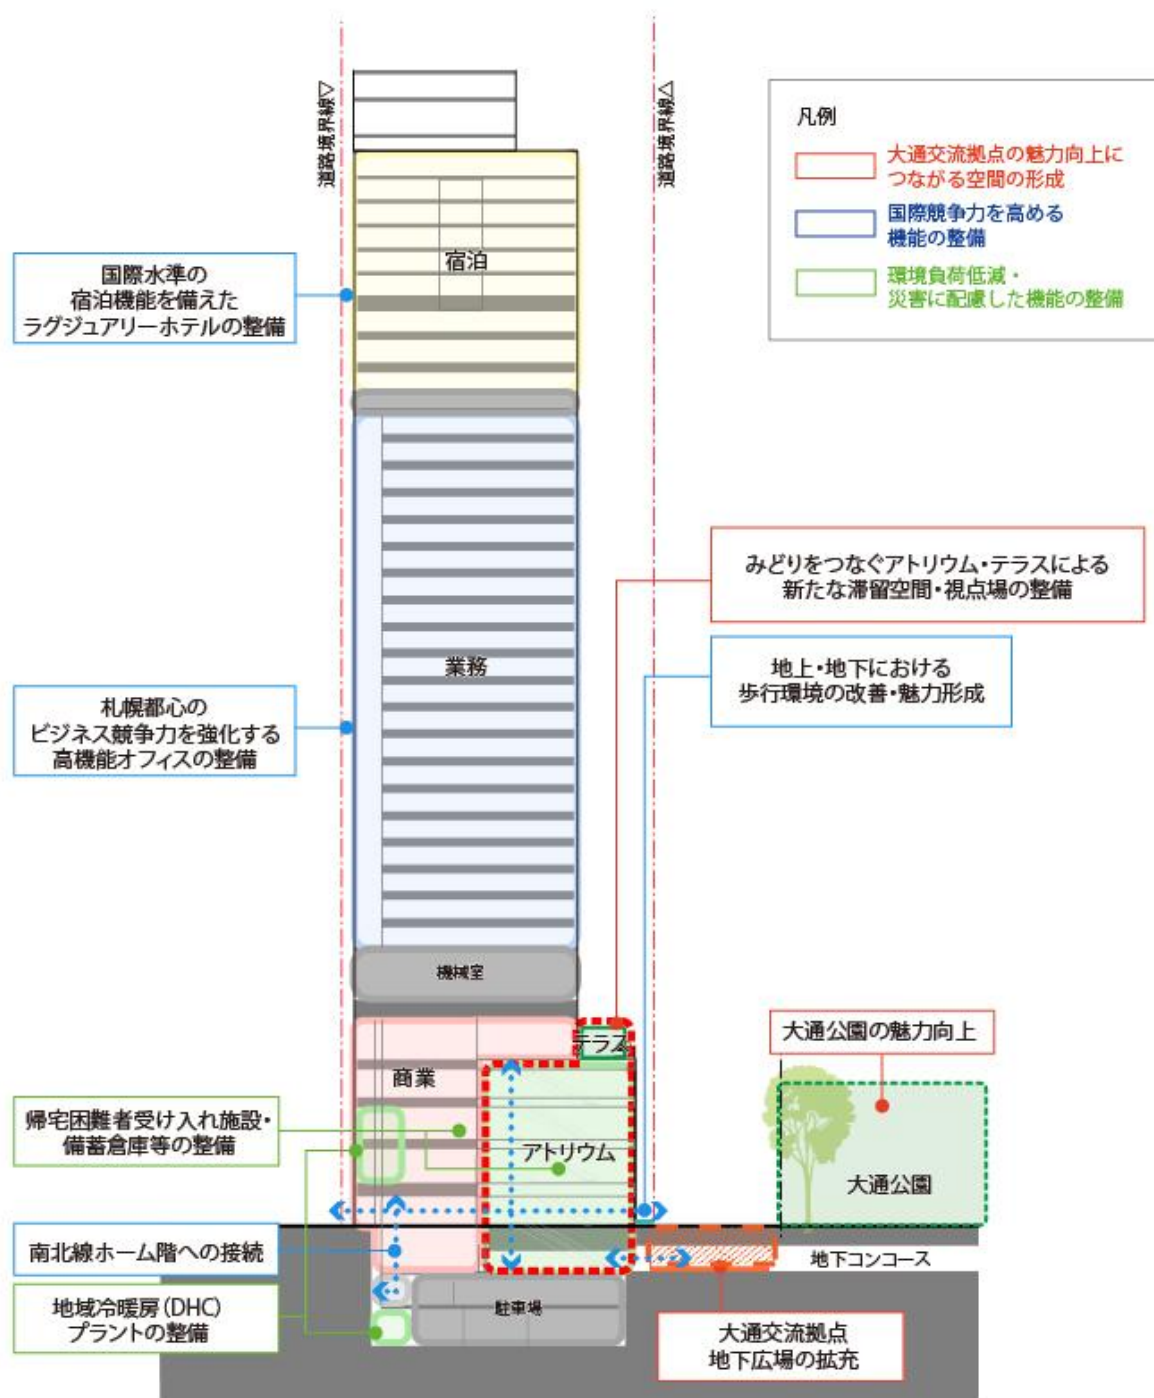 道路境界線▽
道路境界線△
凡例
大通交流拠点の魅力向上に
つながる空間の形成
国際競争力を高める
機能の整備
環境負荷低減・
災害に配慮した機能の整備
宿泊
国際水準の
宿泊機能を備えた
ラグジュアリーホテルの整備
みどりをつなぐアトリウム・テラスによる
新たな滞留空間・視点場の整備
業務
地上・地下における
歩行環境の改善・魅力形成
札幌都心の
ビジネス競争力を強化する
高機能オフィスの整備
機械室
テラス
大通公園の魅力向上
商業
帰宅困難者受け入れ施設・
備蓄倉庫等の整備
アトリウム
大通公園
南北線ホーム階への接続
地下コンコース
地域冷暖房(DHC)
プラントの整備
駐車場
大通交流拠点
地下広場の拡充